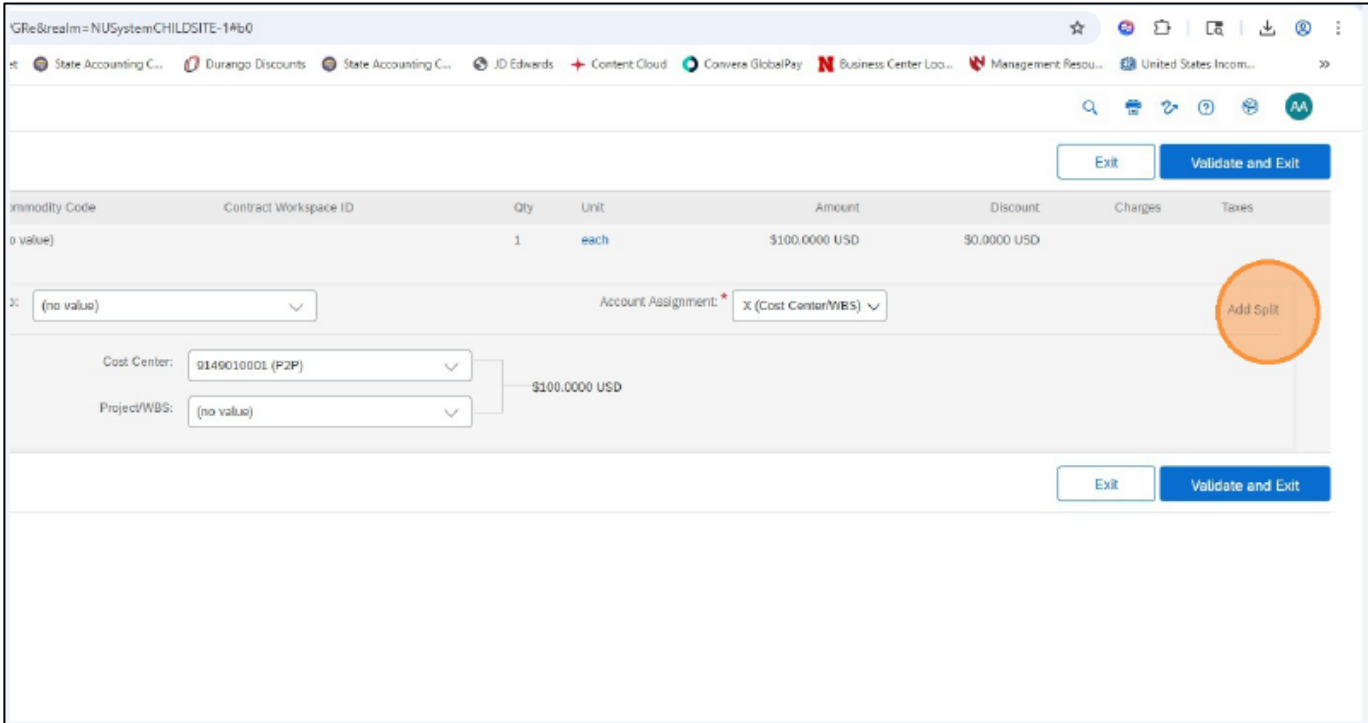 GRe&realm=NUSystemCHILDSITE-1#b0
et State Accounting C... Durango Discounts State Accounting C... JD Edwards Content Cloud Convera GlobalPay Business Center Loo... Management Resou... United States Incom... »
AA
Exit Validate and Exit
ommodity Code Contract Workspace ID Qty Unit Amount Discount Charges Taxes
o value) 1 each $100.0000 USD $0.0000 USD
(no value) Account Assignment: * X (Cost Center/WBS) Add Split
Cost Center: 9149010001 (P2P)
$100.0000 USD
Project/WBS: (no value)
Exit Validate and Exit